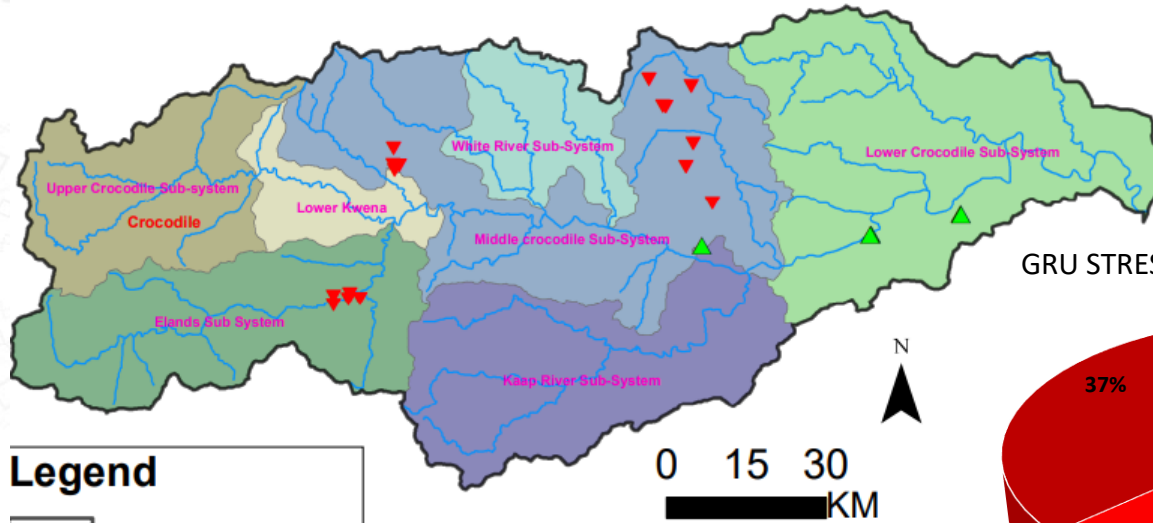 White River Sub-System
Lower Crocodile Sub-System
Upper Crocodile Sub-system
Lower Kwena
Crocodile
Middle crocodile Sub-System
GRU STRES
Elands Sub System
N
Kaap River Sub-System
37%
Legend
0 15 30
KM